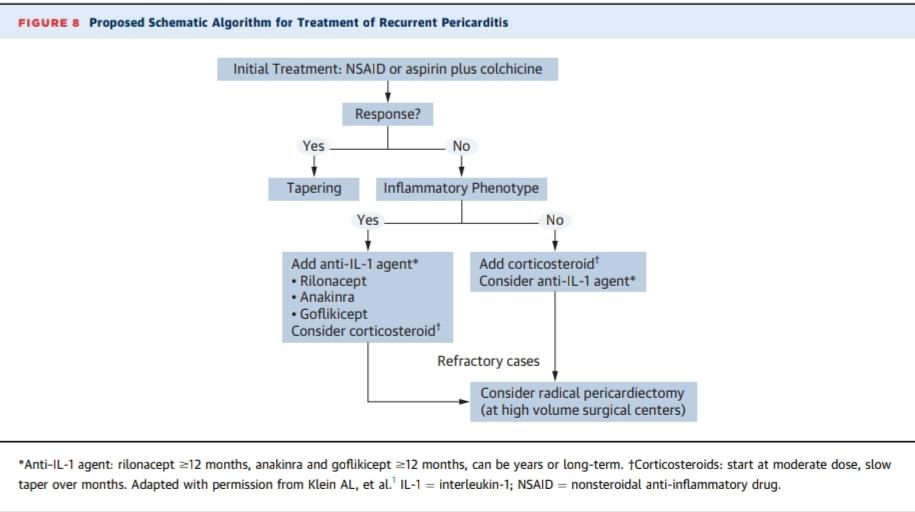 FIGURE 8 Proposed Schematic Algorithm for Treatment of Recurrent Pericarditis
Initial Treatment: NSAID or aspirin plus colchicine
Response?
Yes
No
Tapering
Inflammatory Phenotype
Yes
No
Add anti-IL-1 agent*
• Rilonacept
• Anakinra
• Goflikicept
Consider corticosteroid†
Add corticosteroid†
Consider anti-IL-1 agent*
Refractory cases
Consider radical pericardiectomy
(at high volume surgical centers)
*Anti-IL-1 agent: rilonacept ≥12 months, anakinra and goflikicept ≥12 months, can be years or long-term. †Corticosteroids: start at moderate dose, slow
taper over months. Adapted with permission from Klein AL, et al.¹ IL-1 = interleukin-1; NSAID = nonsteroidal anti-inflammatory drug.